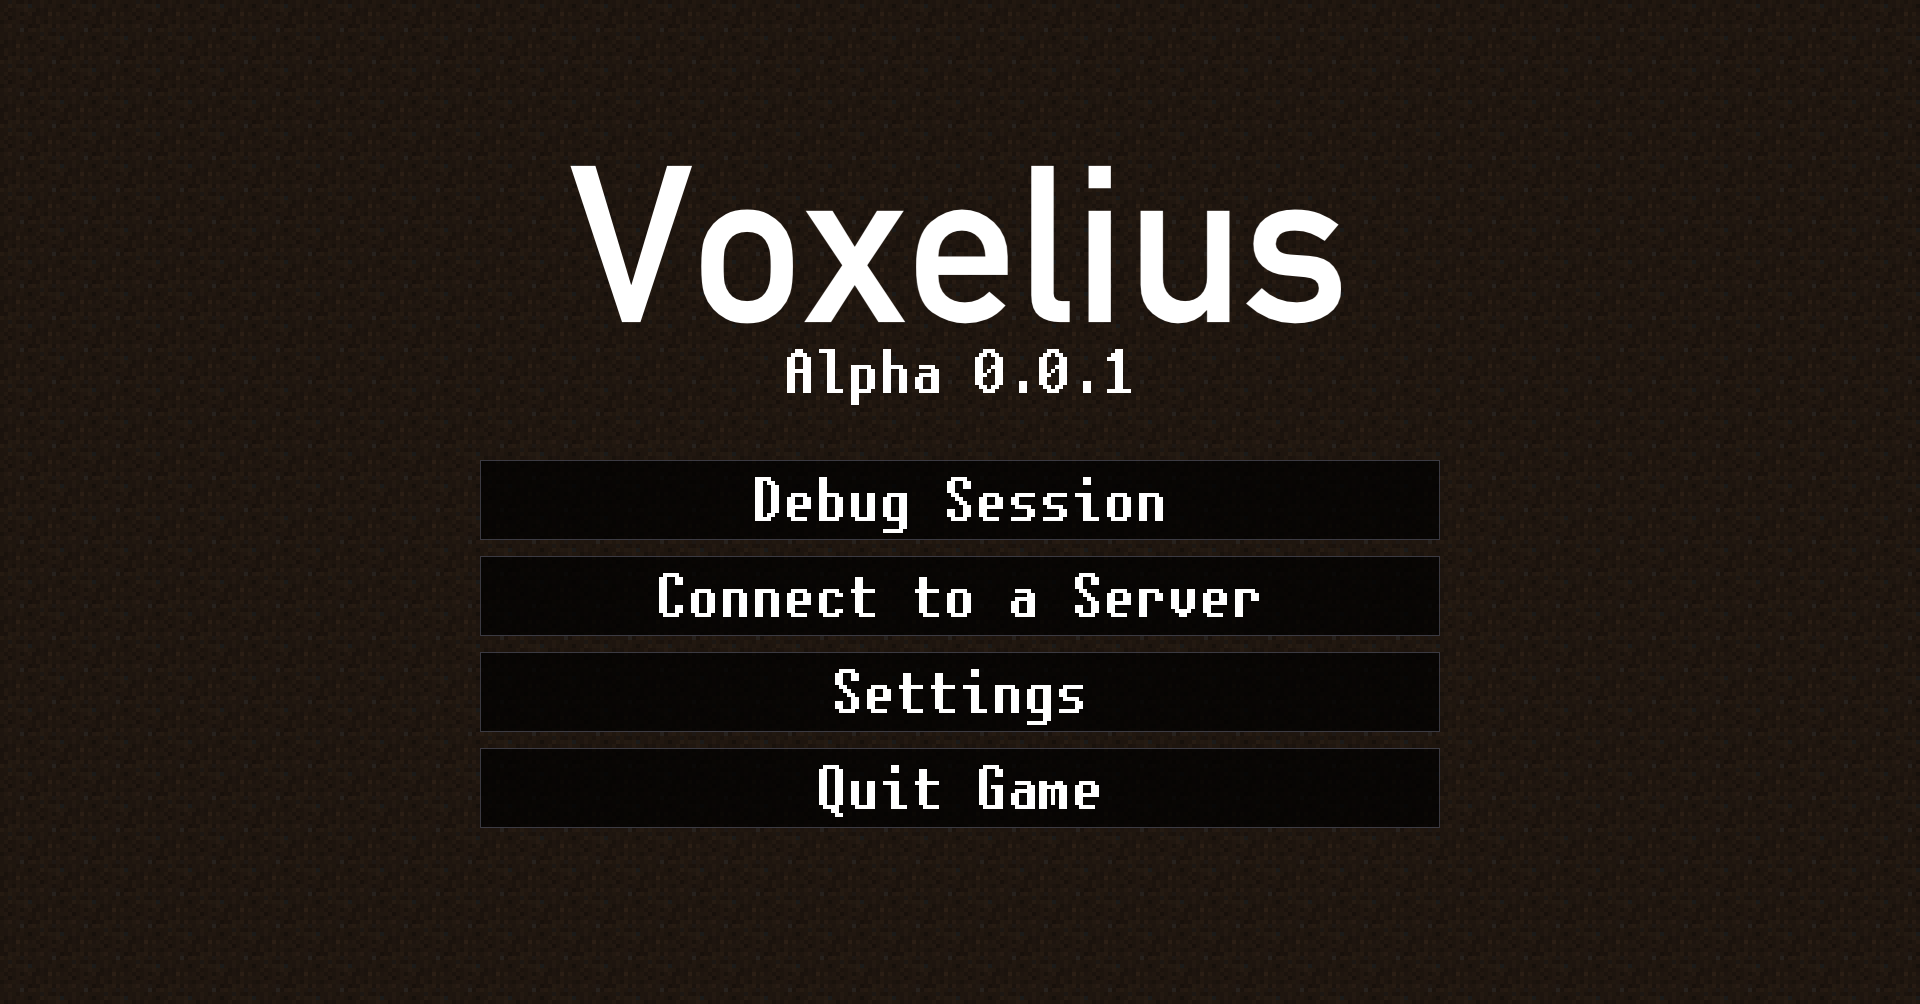 Voxelius
Alpha 0.0.1
Debug Session
Connect to a Server
Settings
Quit Game